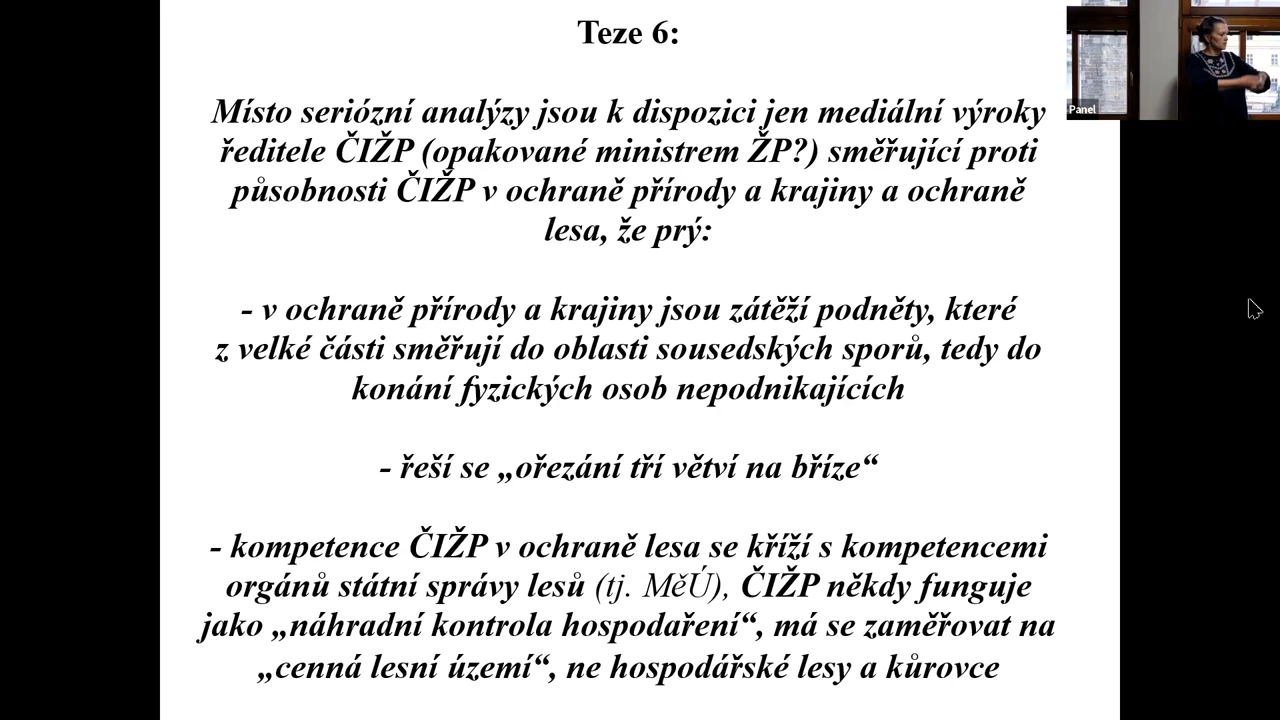 Teze 6:
Místo seriózní analýzy jsou k dispozici jen mediální výroky
ředitele ČIŽP (opakované ministrem ŽP?) směřující proti
působnosti ČIŽP v ochraně přírody a krajiny a ochraně
lesa, že prý:
- v ochraně přírody a krajiny jsou zátěží podněty, které
z velké části směřují do oblasti sousedských sporů, tedy do
konání fyzických osob nepodnikajících
- řeší se „ořezání tří větví na bříze“
- kompetence ČIŽP v ochraně lesa se kříží s kompetencemi
orgánů státní správy lesů (tj. MěÚ), ČIŽP někdy funguje
jako „náhradní kontrola hospodaření“, má se zaměřovat na
„cenná lesní území“, ne hospodářské lesy a kůrovce
Panel